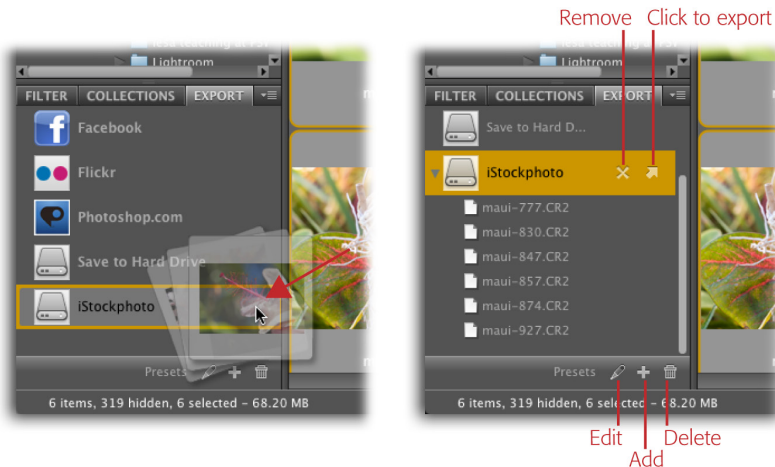 Remove Click to export
Lightroom
FILTER COLLECTIONS EXPORT
Facebook
Flickr
Photoshop.com
Save to Hard Drive
iStockphoto
Presets
6 items, 319 hidden, 6 selected – 68.20 MB
Lightroom
FILTER COLLECTIONS EXPORT
Save to Hard D...
iStockphoto
maui-777.CR2
maui-830.CR2
maui-847.CR2
maui-857.CR2
maui-874.CR2
maui-927.CR2
Presets
6 items, 319 hidden, 6 selected – 68.20 MB
Edit Delete
Add